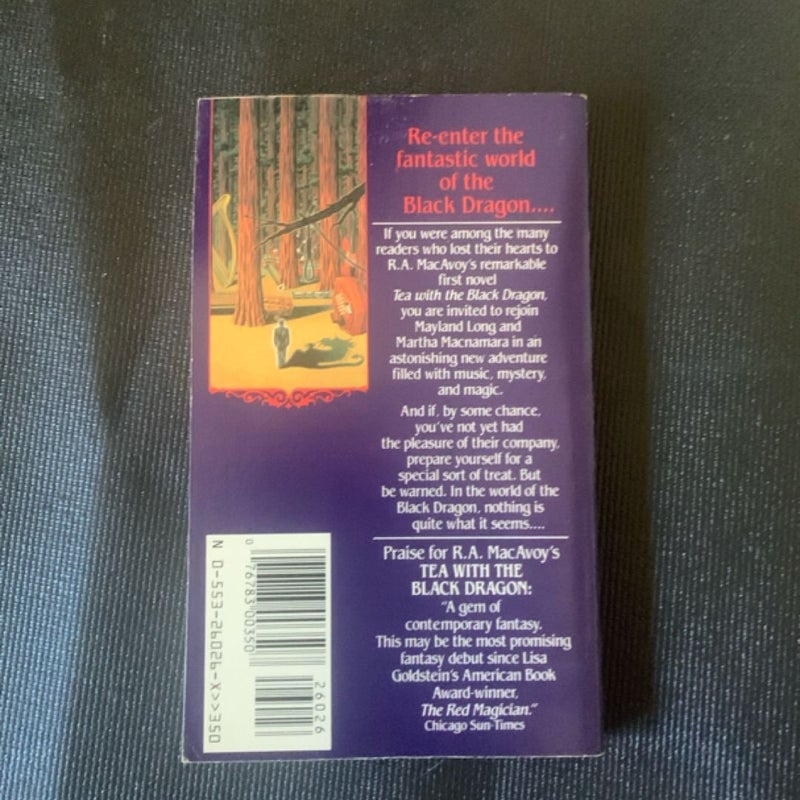 Re-enter the
fantastic world
of the
Black Dragon....
If you were among the many
readers who lost their hearts to
R.A. MacAvoy's remarkable
first novel
Tea with the Black Dragon,
you are invited to rejoin
Mayland Long and
Martha Macnamara in an
astonishing new adventure
filled with music, mystery,
and magic.
And if, by some chance,
you've not yet had
the pleasure of their company,
prepare yourself for a
special sort of treat. But
be warned. In the world of the
Black Dragon, nothing is
quite what it seems....
Praise for R.A. MacAvoy's
TEA WITH THE
BLACK DRAGON:
"A gem of
contemporary fantasy.
This may be the most promising
fantasy debut since Lisa
Goldstein's American Book
Award-winner,
The Red Magician."
Chicago Sun-Times
0 76783 00350
26026
N 0-553-26026-X>>350